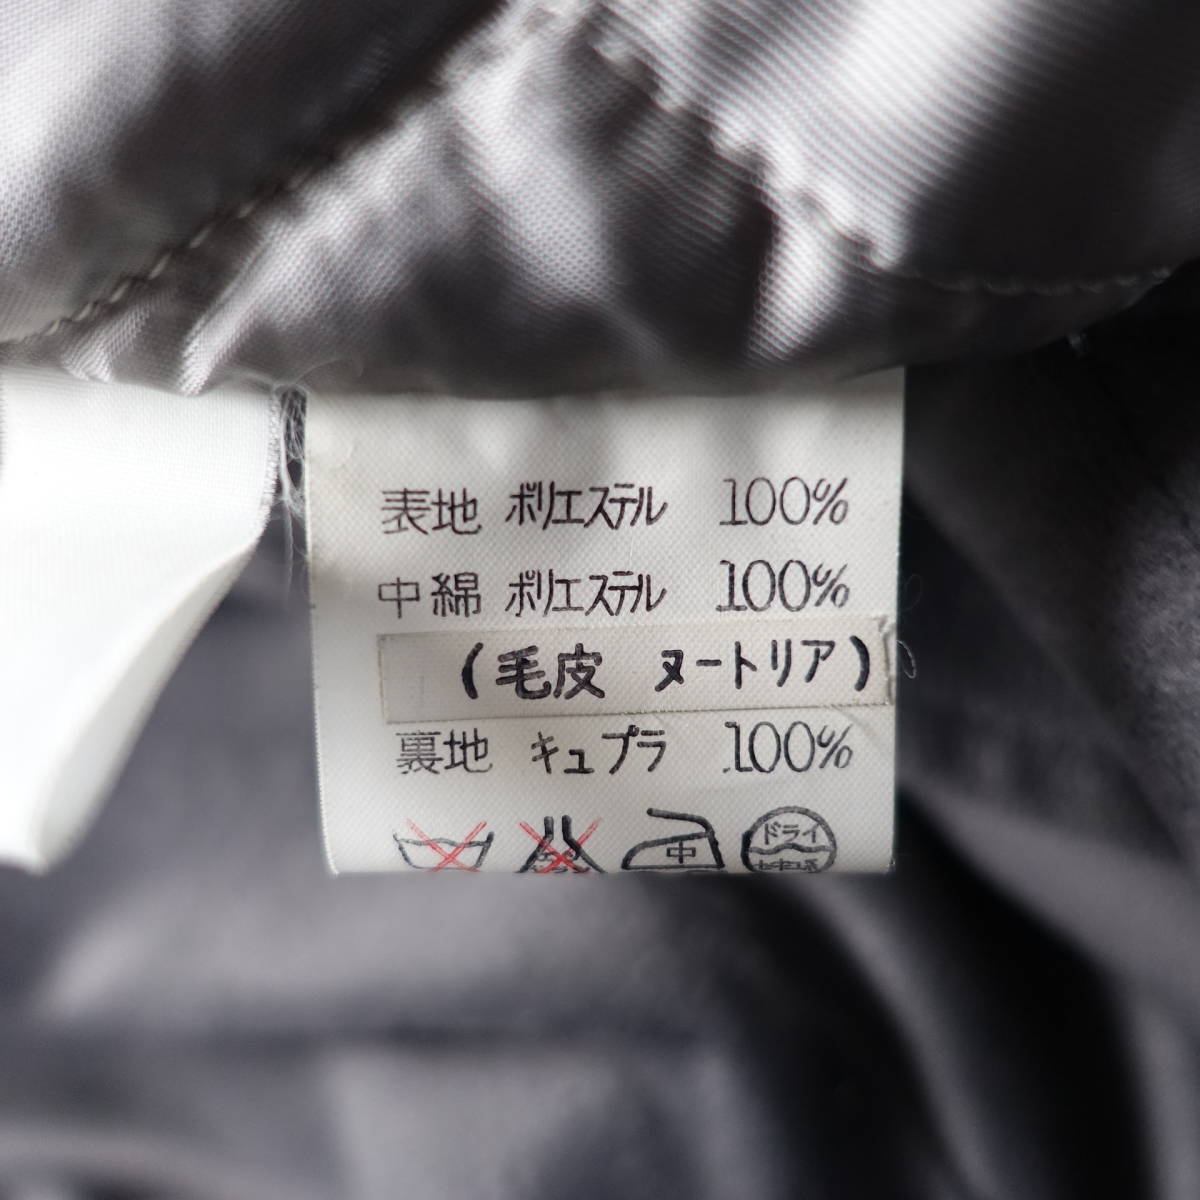 表地 ポリエステル 100%
中綿 ポリエステル 100%
(毛皮 ヌートリア)
裏地 キュプラ 100%
中 ドライ